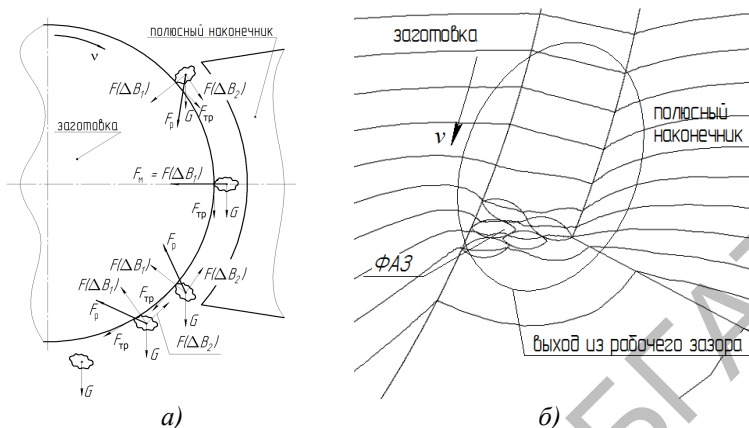 полюсный наконечник
v
F(ΔB₁)
F(ΔB₂)
Fтр
Fр
G
заготовка
Fм = F(ΔB₁)
Fтр
G
Fр
F(ΔB₁)
F(ΔB₂)
F(ΔB₁)
Fтр
Fр
G
Fтр
G
F(ΔB₂)
G
а)
заготовка
v
полюсный
наконечник
ФАЗ
выход из рабочего зазора
б)
БГАТ